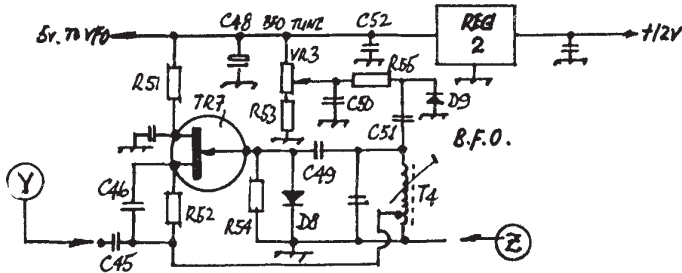 5v. TO VFO
C48
BFO TUNE
C52
REG 2
+12V
R51
VR3
R55
TR7
R53
C50
D9
C51
B.F.O.
Y
C46
R52
R54
D8
C49
T4
C45
Z